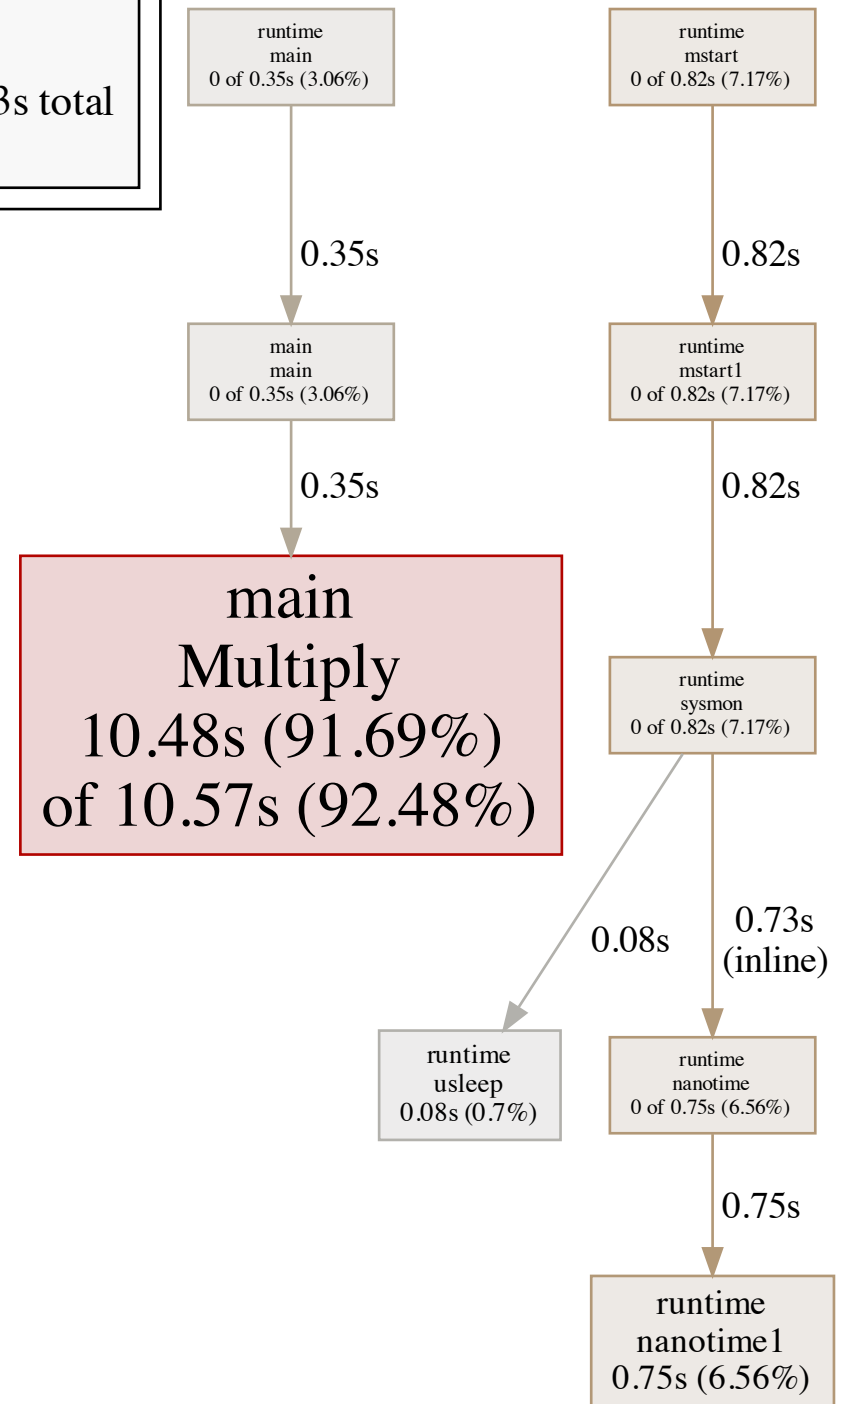 3s total
runtime
main
0 of 0.35s (3.06%)
runtime
mstart
0 of 0.82s (7.17%)
0.35s
0.82s
main
main
0 of 0.35s (3.06%)
runtime
mstart1
0 of 0.82s (7.17%)
0.35s
0.82s
main
Multiply
10.48s (91.69%)
of 10.57s (92.48%)
runtime
sysmon
0 of 0.82s (7.17%)
0.08s
0.73s
(inline)
runtime
usleep
0.08s (0.7%)
runtime
nanotime
0 of 0.75s (6.56%)
0.75s
runtime
nanotime1
0.75s (6.56%)